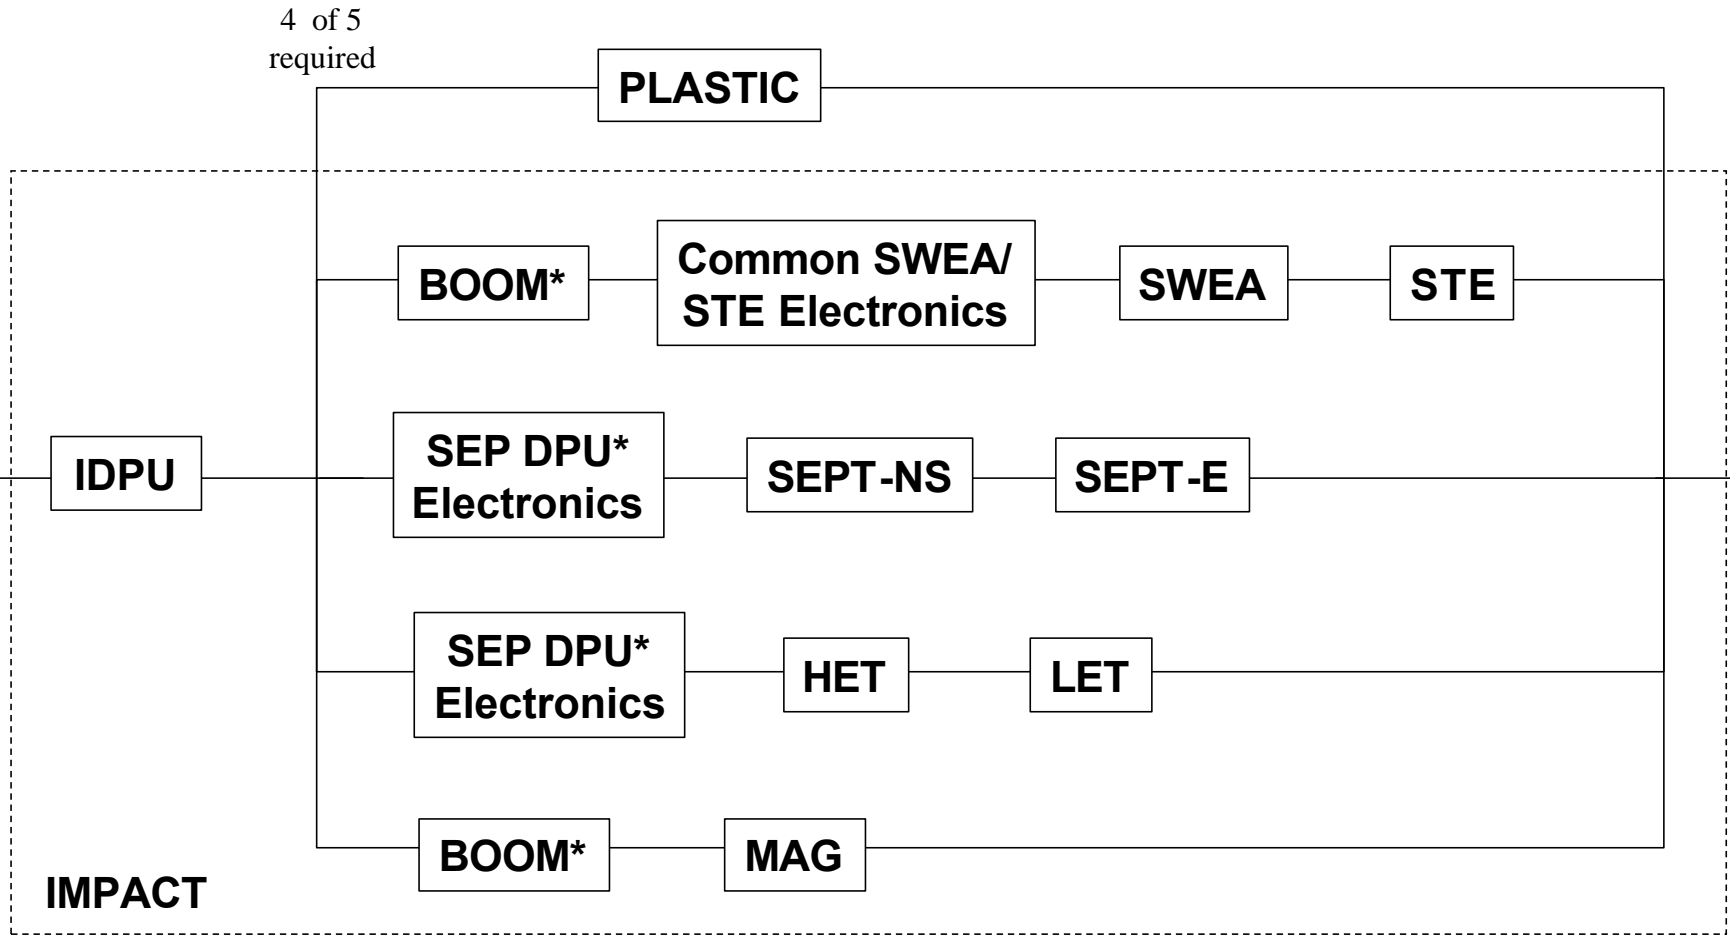 4 of 5
required
PLASTIC
BOOM*
Common SWEA/
STE Electronics
SWEA
STE
IDPU
SEP DPU*
Electronics
SEPT-NS
SEPT-E
SEP DPU*
Electronics
HET
LET
BOOM*
MAG
IMPACT